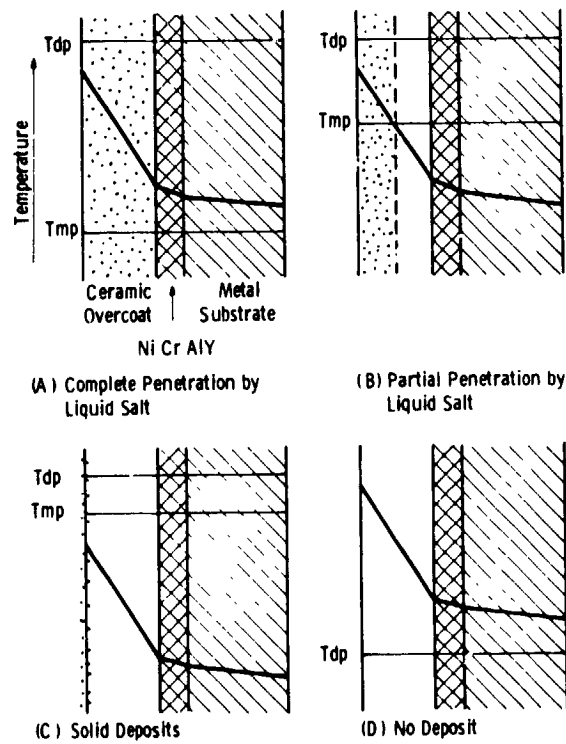 Tdp
Temperature
Tmp
Ceramic Overcoat
Metal Substrate
Ni Cr AlY
(A) Complete Penetration by
Liquid Salt
Tdp
Tmp
(B) Partial Penetration by
Liquid Salt
Tdp
Tmp
(C) Solid Deposits
Tdp
(D) No Deposit